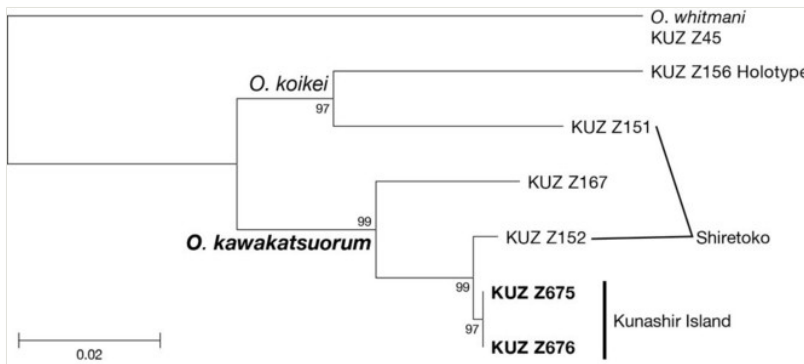 O. whitmani
KUZ Z45
KUZ Z156 Holotype
O. koikei
97
KUZ Z151
KUZ Z167
99
O. kawakatsuorum
KUZ Z152
Shiretoko
99
KUZ Z675
Kunashir Island
97
KUZ Z676
0.02